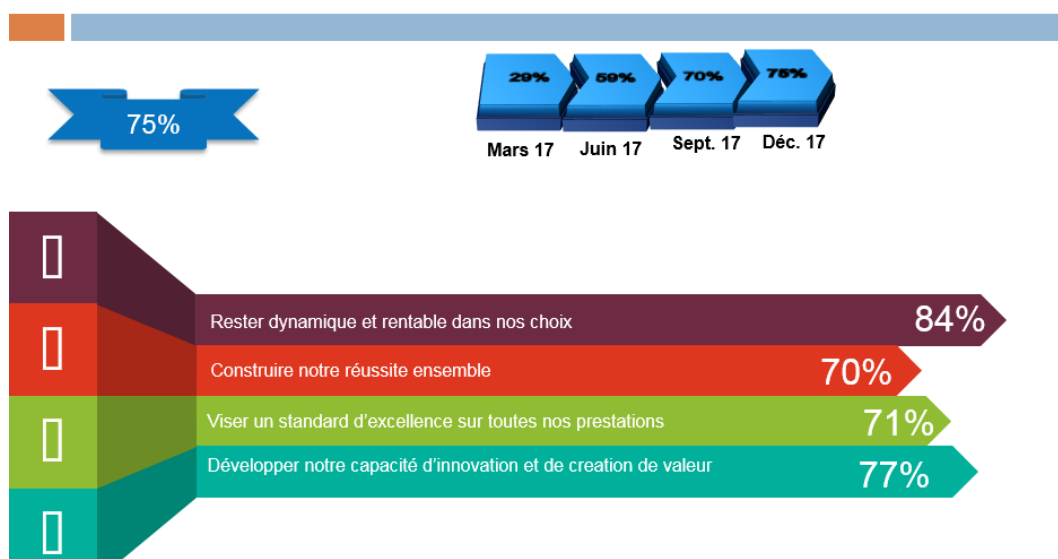 75%
29% 59% 70% 75%
Mars 17 Juin 17 Sept. 17 Déc. 17
Rester dynamique et rentable dans nos choix 84%
Construire notre réussite ensemble 70%
Viser un standard d’excellence sur toutes nos prestations 71%
Développer notre capacité d’innovation et de creation de valeur 77%